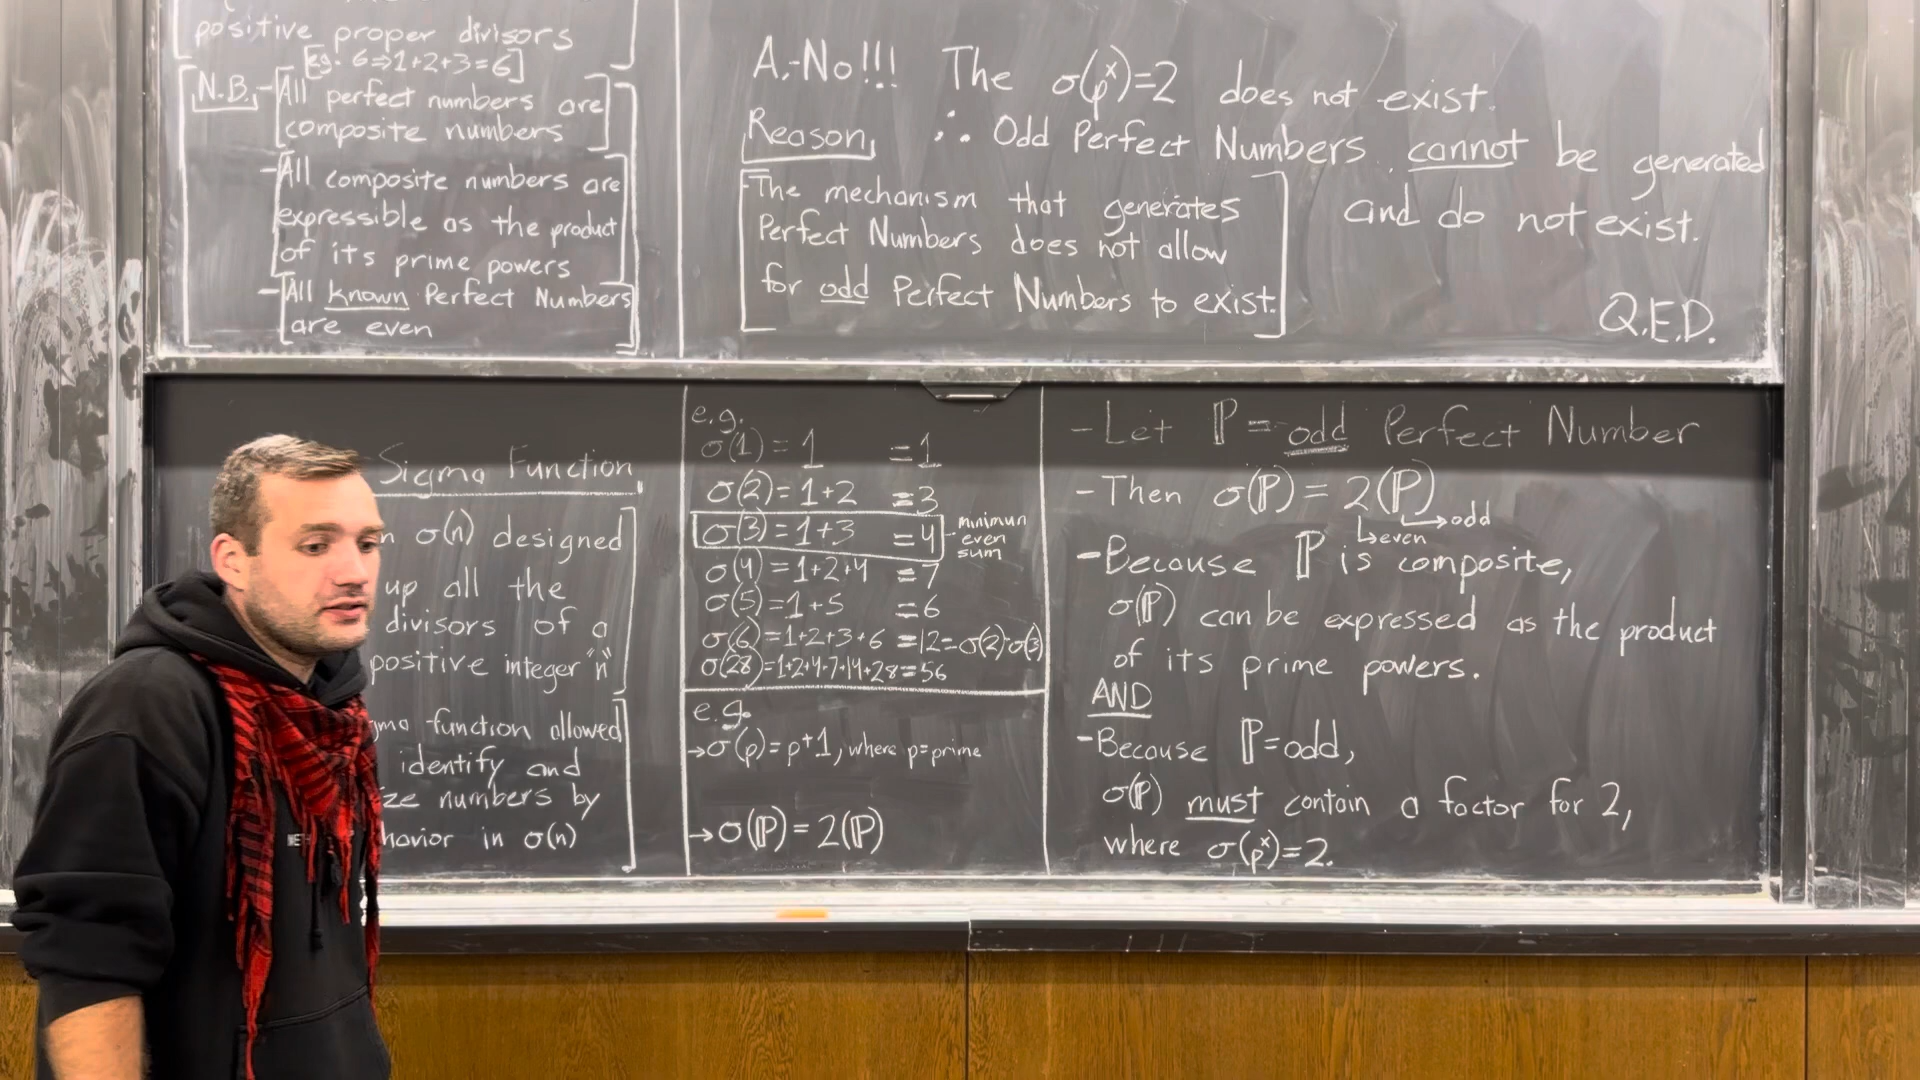 positive proper divisors
[eg. 6⇒1+2+3=6]
N.B.-All perfect numbers are
composite numbers
-All composite numbers are
expressible as the product
of its prime powers
-All known Perfect Numbers
are even
A.-No!!! The σ(p^x)=2 does not exist.
Reason,
∴ Odd Perfect Numbers cannot be generated
and do not exist.
-The mechanism that generates
Perfect Numbers does not allow
for odd Perfect Numbers to exist.
Q.E.D.
Sigma Function
σ(n) designed
up all the
divisors of a
positive integer "n"
function allowed
identify and
numbers by
in σ(n)
e.g.
σ(1)=1 =1
σ(2)=1+2 =3
σ(3)=1+3 =4
minimun
even
sum
σ(4)=1+2+4 =7
σ(5)=1+5 =6
σ(6)=1+2+3+6 =12=σ(2)·σ(3)
σ(28)=1+2+4+7+14+28=56
e.g.
→σ(p)=p+1, where p=prime
→σ(ℙ)=2(ℙ)
-Let ℙ=odd Perfect Number
-Then σ(ℙ)=2(ℙ)
odd
even
-Because ℙ is composite,
σ(ℙ) can be expressed as the product
of its prime powers.
AND
-Because ℙ=odd,
σ(ℙ) must contain a factor for 2,
where σ(p^x)=2.